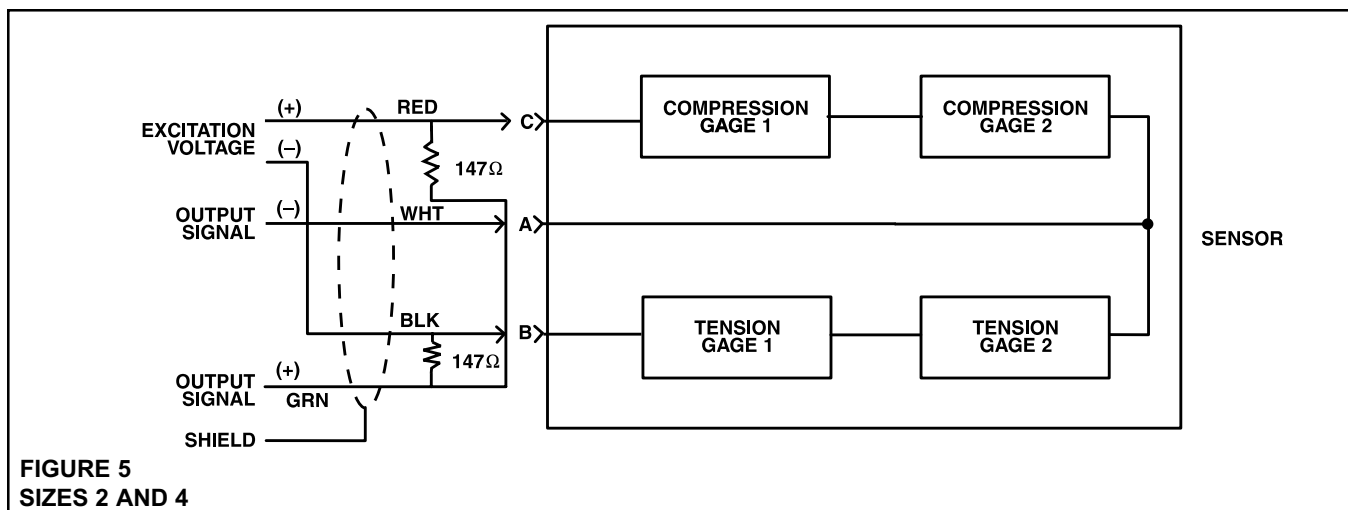 (+)
RED
EXCITATION
VOLTAGE
(–)
147Ω
C
COMPRESSION
GAGE 1
COMPRESSION
GAGE 2
OUTPUT
SIGNAL
(–)
WHT
A
SENSOR
BLK
B
147Ω
TENSION
GAGE 1
TENSION
GAGE 2
OUTPUT
SIGNAL
(+)
GRN
SHIELD
FIGURE 5
SIZES 2 AND 4